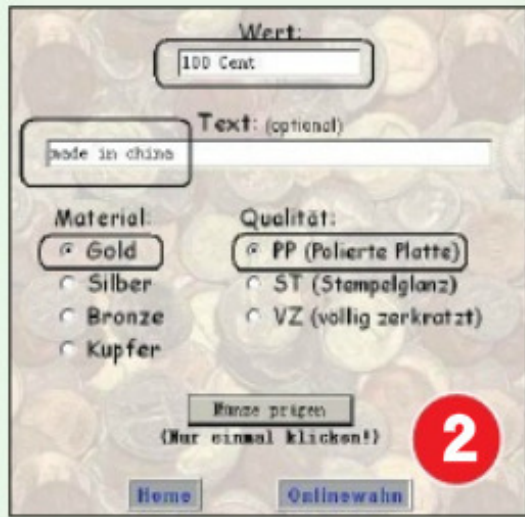 Wert:
100 Cent
Text: (optional)
made in china
Material:
Qualität:
Gold
PP (Polierte Platte)
Silber
ST (Stempelglanz)
Bronze
VZ (völlig zerkratzt)
Kupfer
Münze prägen
(Nur einmal klicken!)
2
Home
Onlinewahn